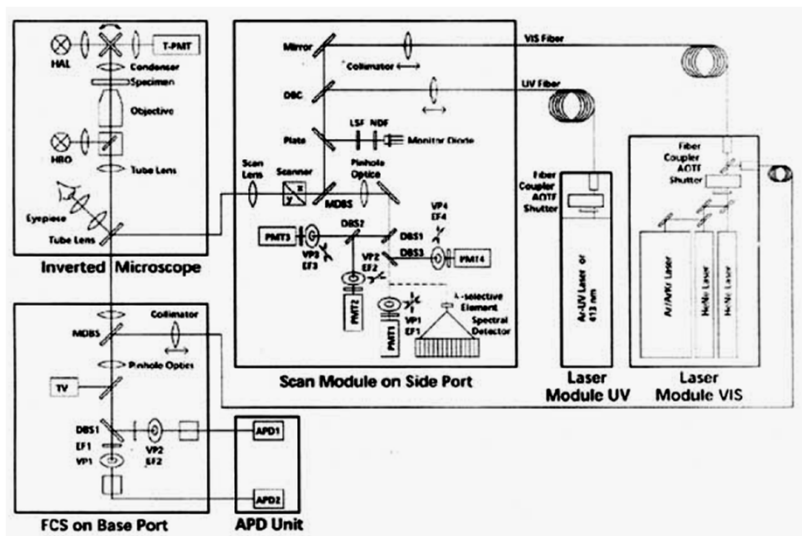 HAL
T-PMT
Condenser
Specimen
Objective
HBO
Tube Lens
Eyepiece
Tube Lens
Inverted Microscope
Mirror
Collimator
DBC
LSF NDF
Plate
Monitor Diode
Scan
Lens
Scanner
x
y
Pinhole
Optics
MDBS
VP4
EF4
DBS2
DBS1
DBS3
PMT3
VP3
EF3
VP2
EF2
PMT4
PMT2
PMT1
VP1
EF1
λ-selective
Element
Spectral
Detector
Scan Module on Side Port
VIS Fiber
UV Fiber
Fiber
Coupler
AOTF
Shutter
Ar-UV Laser or
413 nm
Laser
Module UV
Fiber
Coupler
AOTF
Shutter
Ar/ArKr Laser
HeNe Laser
HeNe Laser
Laser
Module VIS
Collimator
MDBS
Pinhole Optics
TV
DBS1
EF1
VP1
VP2
EF2
FCS on Base Port
APD1
APD2
APD Unit